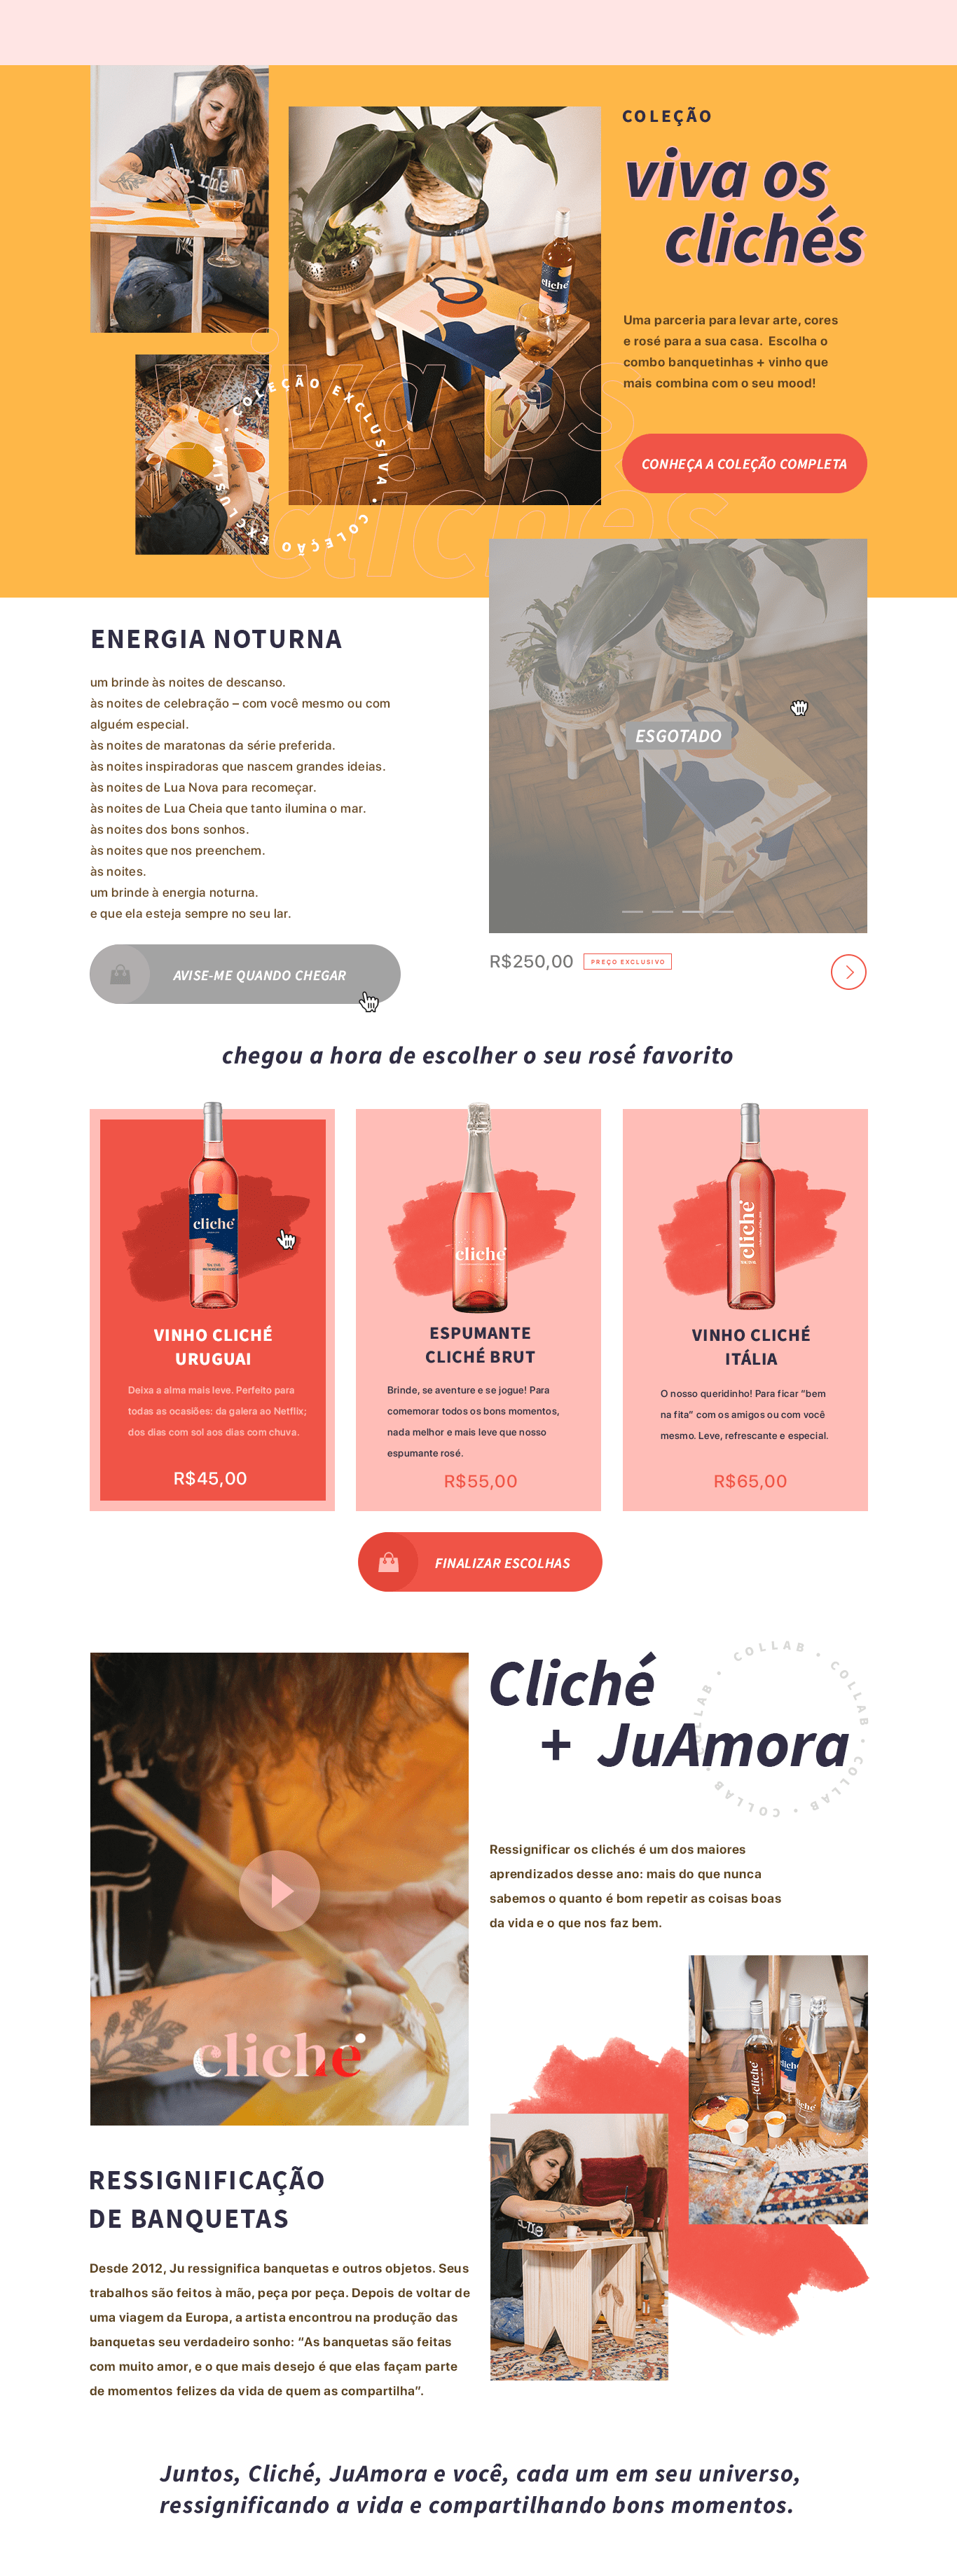 COLEÇÃO
viva os
clichés
Uma parceria para levar arte, cores
e rosé para a sua casa. Escolha o
combo banquetinhas + vinho que
mais combina com o seu mood!
CONHEÇA A COLEÇÃO COMPLETA
cliché
viva os
clichés
COLEÇÃO EXCLUSIVA • COLEÇÃO EXCLUSIVA •
ENERGIA NOTURNA
um brinde às noites de descanso.
às noites de celebração – com você mesmo ou com
alguém especial.
às noites de maratonas da série preferida.
às noites inspiradoras que nascem grandes ideias.
às noites de Lua Nova para recomeçar.
às noites de Lua Cheia que tanto ilumina o mar.
às noites dos bons sonhos.
às noites que nos preenchem.
às noites.
um brinde à energia noturna.
e que ela esteja sempre no seu lar.
AVISE-ME QUANDO CHEGAR
ESGOTADO
R$250,00
PREÇO EXCLUSIVO
chegou a hora de escolher o seu rosé favorito
cliché
VINHO CLICHÉ
URUGUAI
Deixa a alma mais leve. Perfeito para
todas as ocasiões: da galera ao Netflix;
dos dias com sol aos dias com chuva.
R$45,00
cliché
ESPUMANTE
CLICHÉ BRUT
Brinde, se aventure e se jogue! Para
comemorar todos os bons momentos,
nada melhor e mais leve que nosso
espumante rosé.
R$55,00
cliché
VINHO CLICHÉ
ITÁLIA
O nosso queridinho! Para ficar “bem
na fita” com os amigos ou com você
mesmo. Leve, refrescante e especial.
R$65,00
FINALIZAR ESCOLHAS
cliché
Cliché
+ JuAmora
COLLAB • COLLAB • COLLAB • COLLAB • COLLAB •
Ressignificar os clichés é um dos maiores
aprendizados desse ano: mais do que nunca
sabemos o quanto é bom repetir as coisas boas
da vida e o que nos faz bem.
cliché
cliché
cliché
RESSIGNIFICAÇÃO
DE BANQUETAS
Desde 2012, Ju ressignifica banquetas e outros objetos. Seus
trabalhos são feitos à mão, peça por peça. Depois de voltar de
uma viagem da Europa, a artista encontrou na produção das
banquetas seu verdadeiro sonho: “As banquetas são feitas
com muito amor, e o que mais desejo é que elas façam parte
de momentos felizes da vida de quem as compartilha”.
Juntos, Cliché, JuAmora e você, cada um em seu universo,
ressignificando a vida e compartilhando bons momentos.